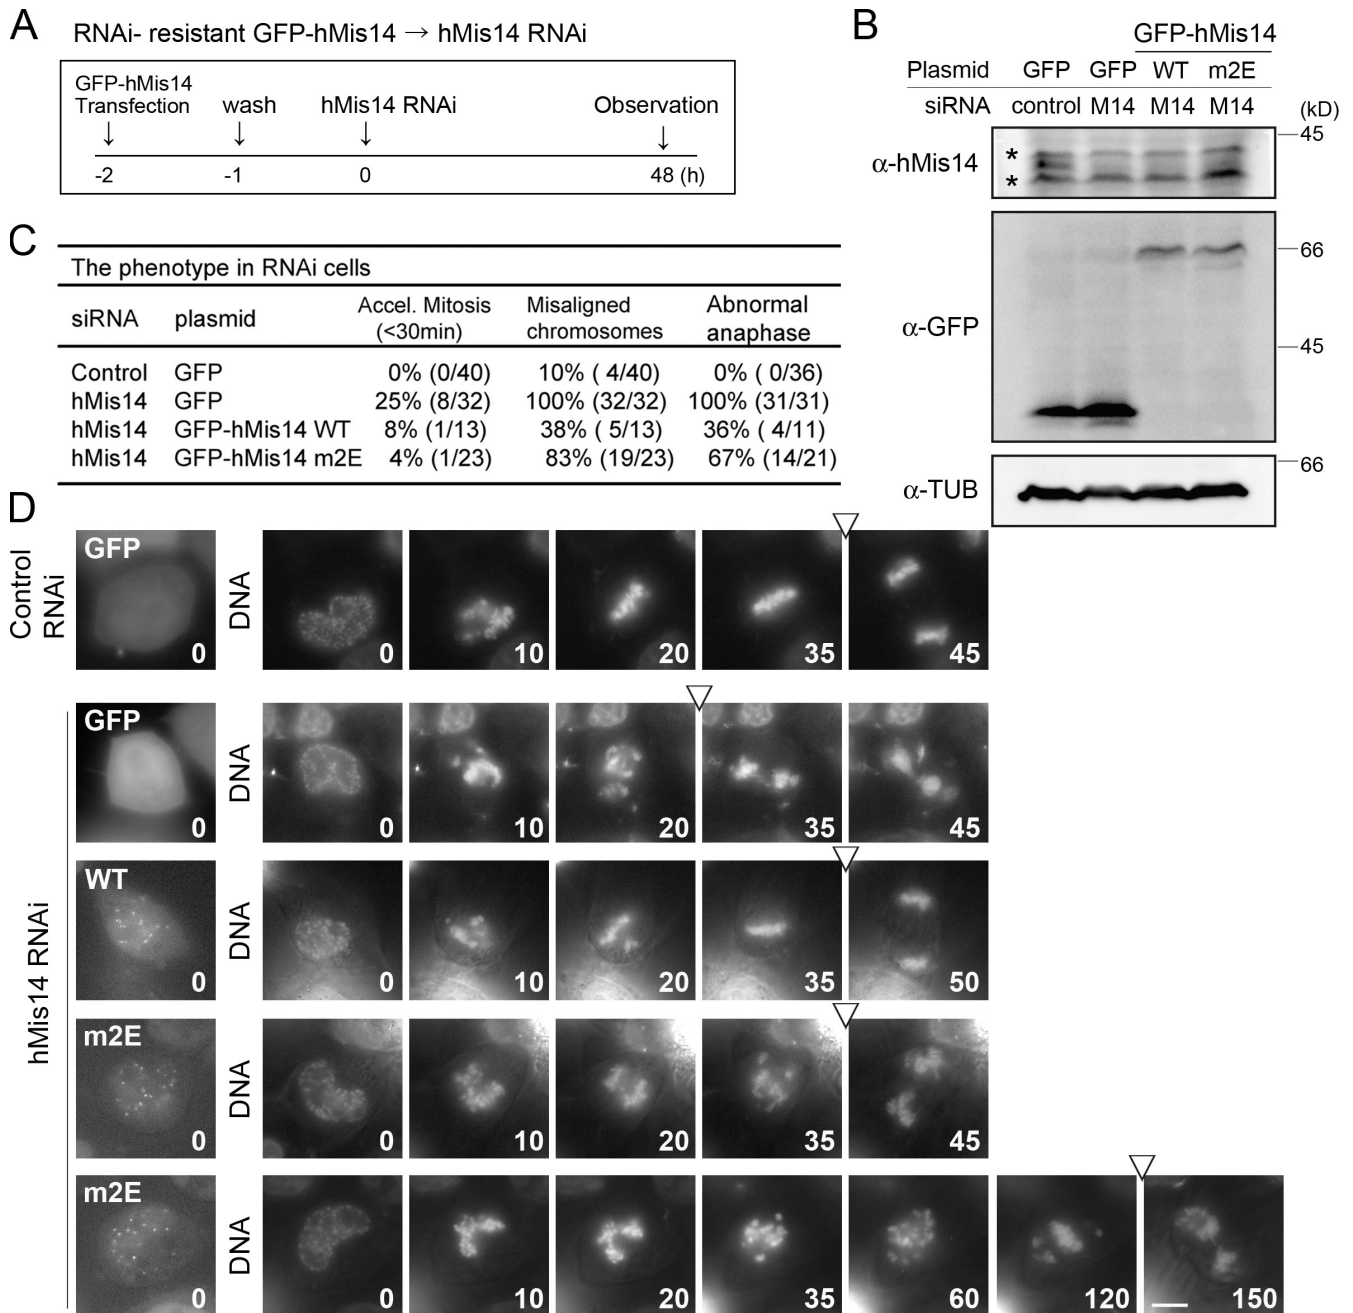 A
RNAi- resistant GFP-hMis14 → hMis14 RNAi
GFP-hMis14
Transfection
wash
hMis14 RNAi
Observation
-2
-1
0
48 (h)
B
GFP-hMis14
Plasmid GFP GFP WT m2E
siRNA control M14 M14 M14 (kD)
α-hMis14
*
*
45
α-GFP
66
45
α-TUB
66
C
The phenotype in RNAi cells
siRNA plasmid Accel. Mitosis (<30min) Misaligned chromosomes Abnormal anaphase
Control GFP 0% (0/40) 10% ( 4/40) 0% ( 0/36)
hMis14 GFP 25% (8/32) 100% (32/32) 100% (31/31)
hMis14 GFP-hMis14 WT 8% (1/13) 38% ( 5/13) 36% ( 4/11)
hMis14 GFP-hMis14 m2E 4% (1/23) 83% (19/23) 67% (14/21)
D
Control
RNAi
GFP 0 DNA 0 10 20 35 45
hMis14 RNAi
GFP 0 DNA 0 10 20 35 45
WT 0 DNA 0 10 20 35 50
m2E 0 DNA 0 10 20 35 45
m2E 0 DNA 0 10 20 35 60 120 150